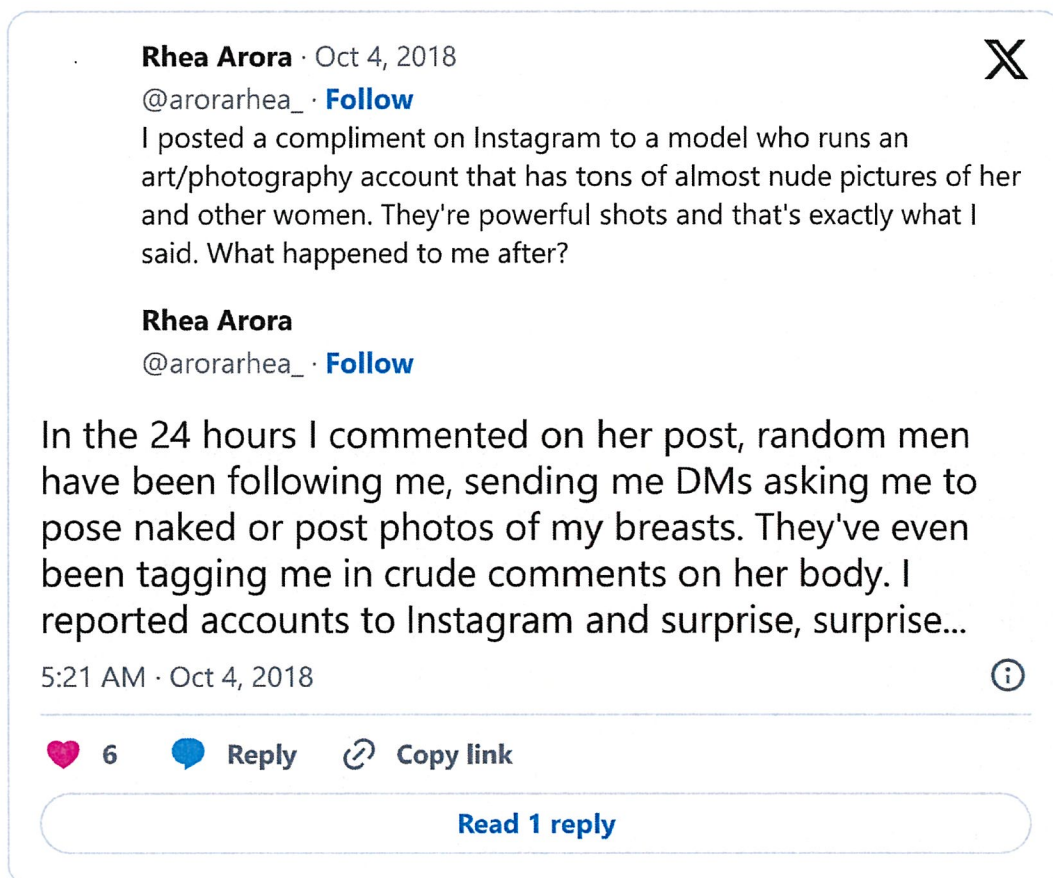 Rhea Arora · Oct 4, 2018
@arorarhea_ · Follow
I posted a compliment on Instagram to a model who runs an
art/photography account that has tons of almost nude pictures of her
and other women. They're powerful shots and that's exactly what I
said. What happened to me after?
Rhea Arora
@arorarhea_ · Follow
In the 24 hours I commented on her post, random men
have been following me, sending me DMs asking me to
pose naked or post photos of my breasts. They've even
been tagging me in crude comments on her body. I
reported accounts to Instagram and surprise, surprise...
5:21 AM · Oct 4, 2018
6 Reply Copy link
Read 1 reply